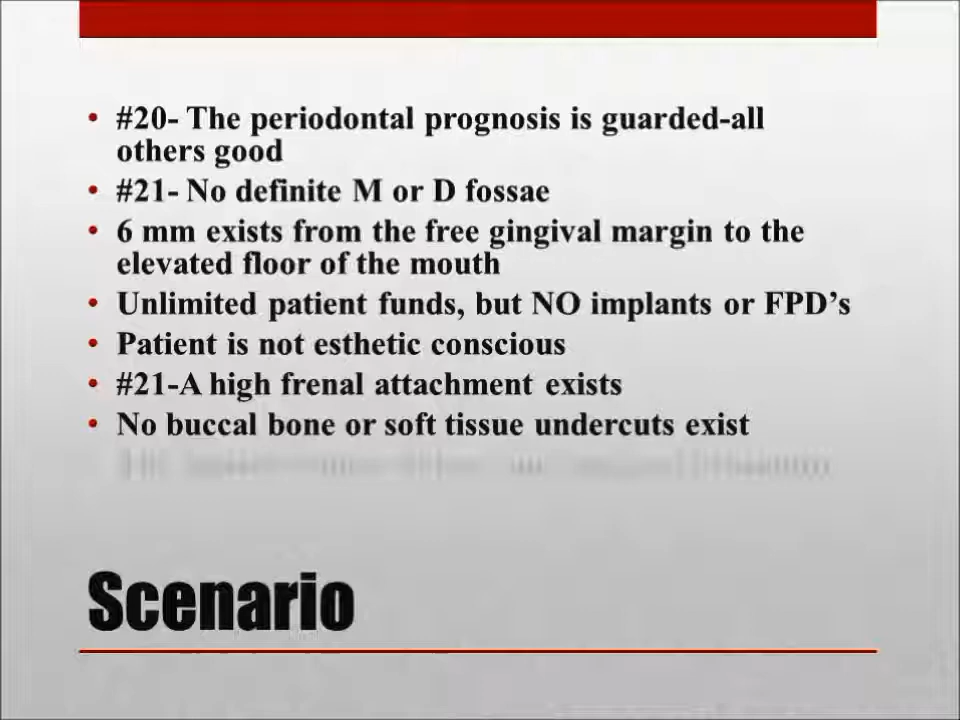 • #20- The periodontal prognosis is guarded-all
others good
• #21- No definite M or D fossae
• 6 mm exists from the free gingival margin to the
elevated floor of the mouth
• Unlimited patient funds, but NO implants or FPD’s
• Patient is not esthetic conscious
• #21-A high frenal attachment exists
• No buccal bone or soft tissue undercuts exist
Scenario